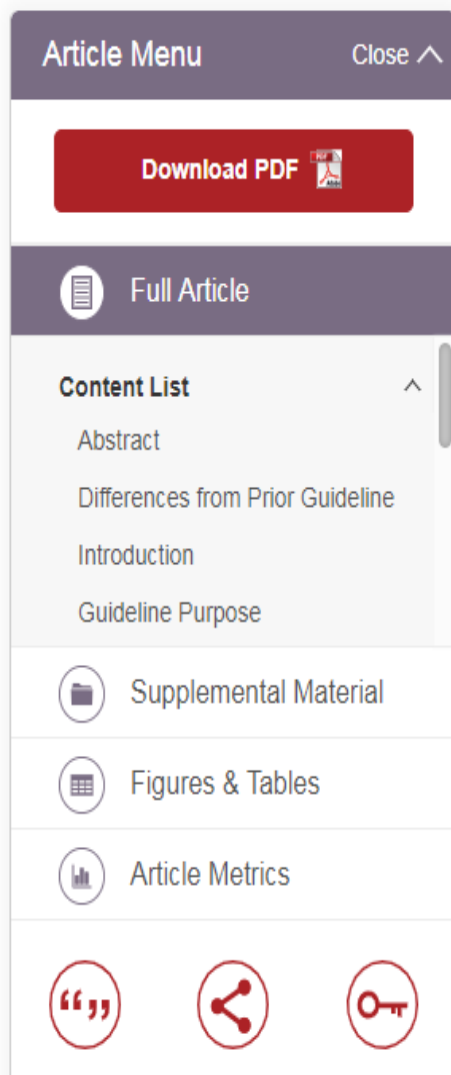 Article Menu Close
Download PDF
Full Article
Content List
Abstract
Differences from Prior Guideline
Introduction
Guideline Purpose
Supplemental Material
Figures & Tables
Article Metrics